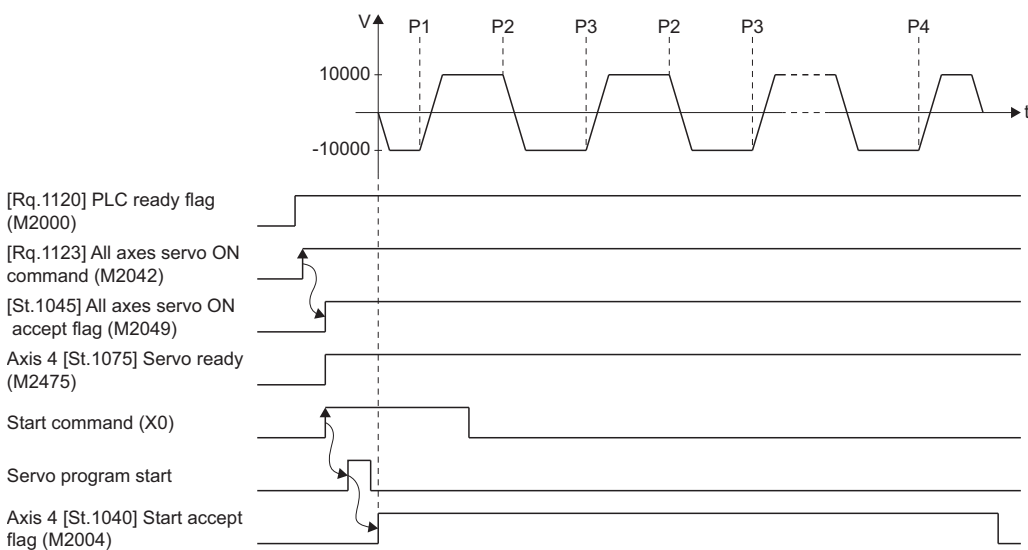 V
P1 P2 P3 P2 P3 P4
10000
t
-10000
[Rq.1120] PLC ready flag
(M2000)
[Rq.1123] All axes servo ON
command (M2042)
[St.1045] All axes servo ON
accept flag (M2049)
Axis 4 [St.1075] Servo ready
(M2475)
Start command (X0)
Servo program start
Axis 4 [St.1040] Start accept
flag (M2004)